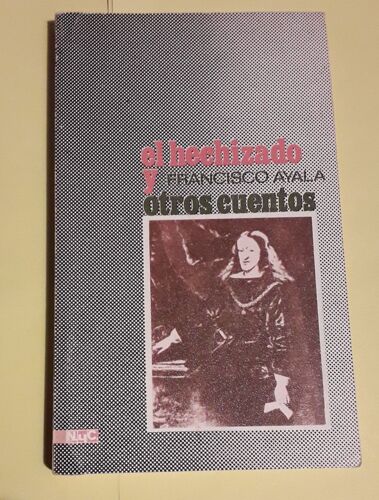 el hechizado
y FRANCISCO AYALA
otros cuentos
N.T.C.